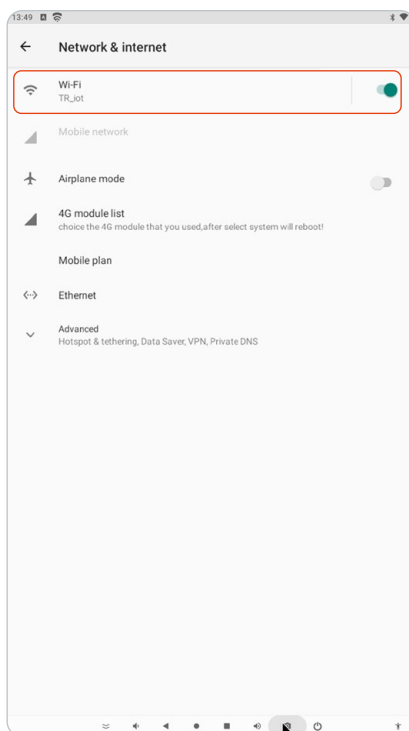 13:49
Network & internet
Wi-Fi
TR_iot
Mobile network
Airplane mode
4G module list
choice the 4G module that you used,after select system will reboot!
Mobile plan
Ethernet
Advanced
Hotspot & tethering, Data Saver, VPN, Private DNS